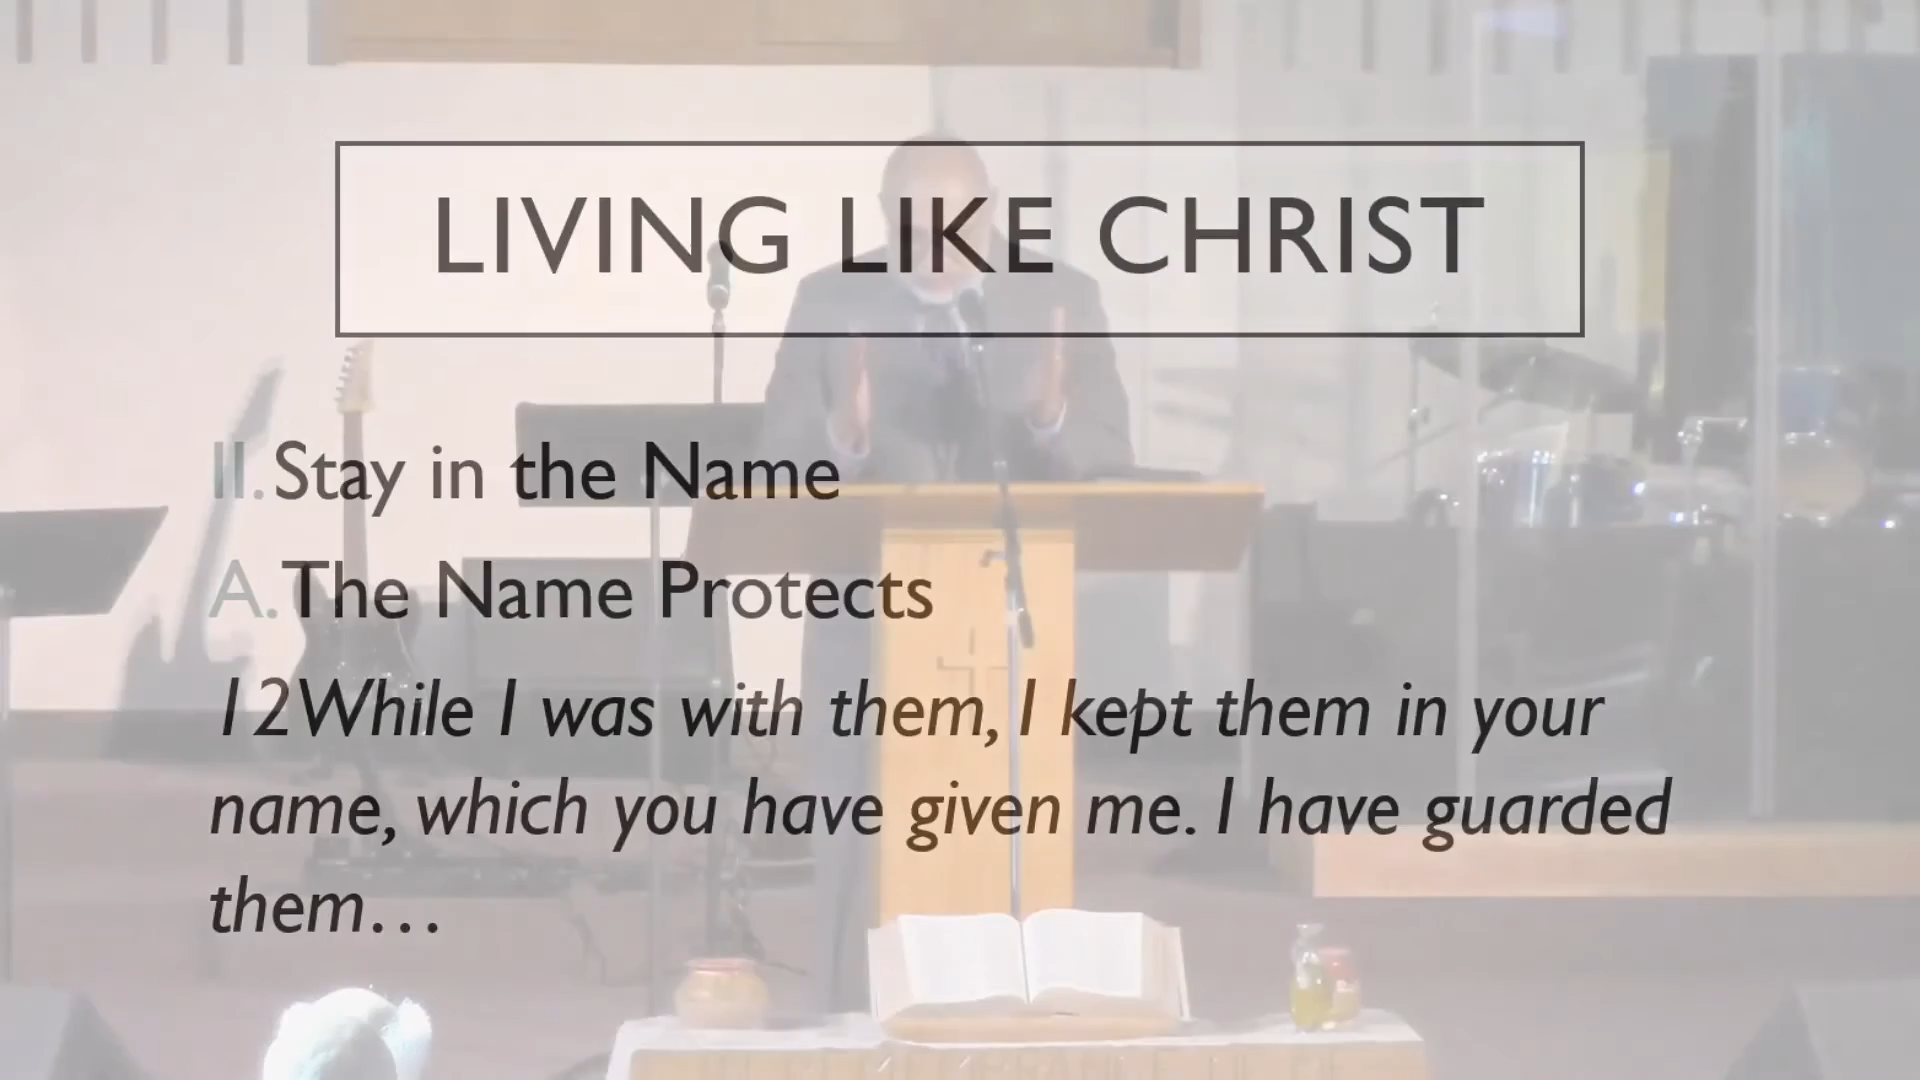 LIVING LIKE CHRIST
II. Stay in the Name
A. The Name Protects
12While I was with them, I kept them in your
name, which you have given me. I have guarded
them…